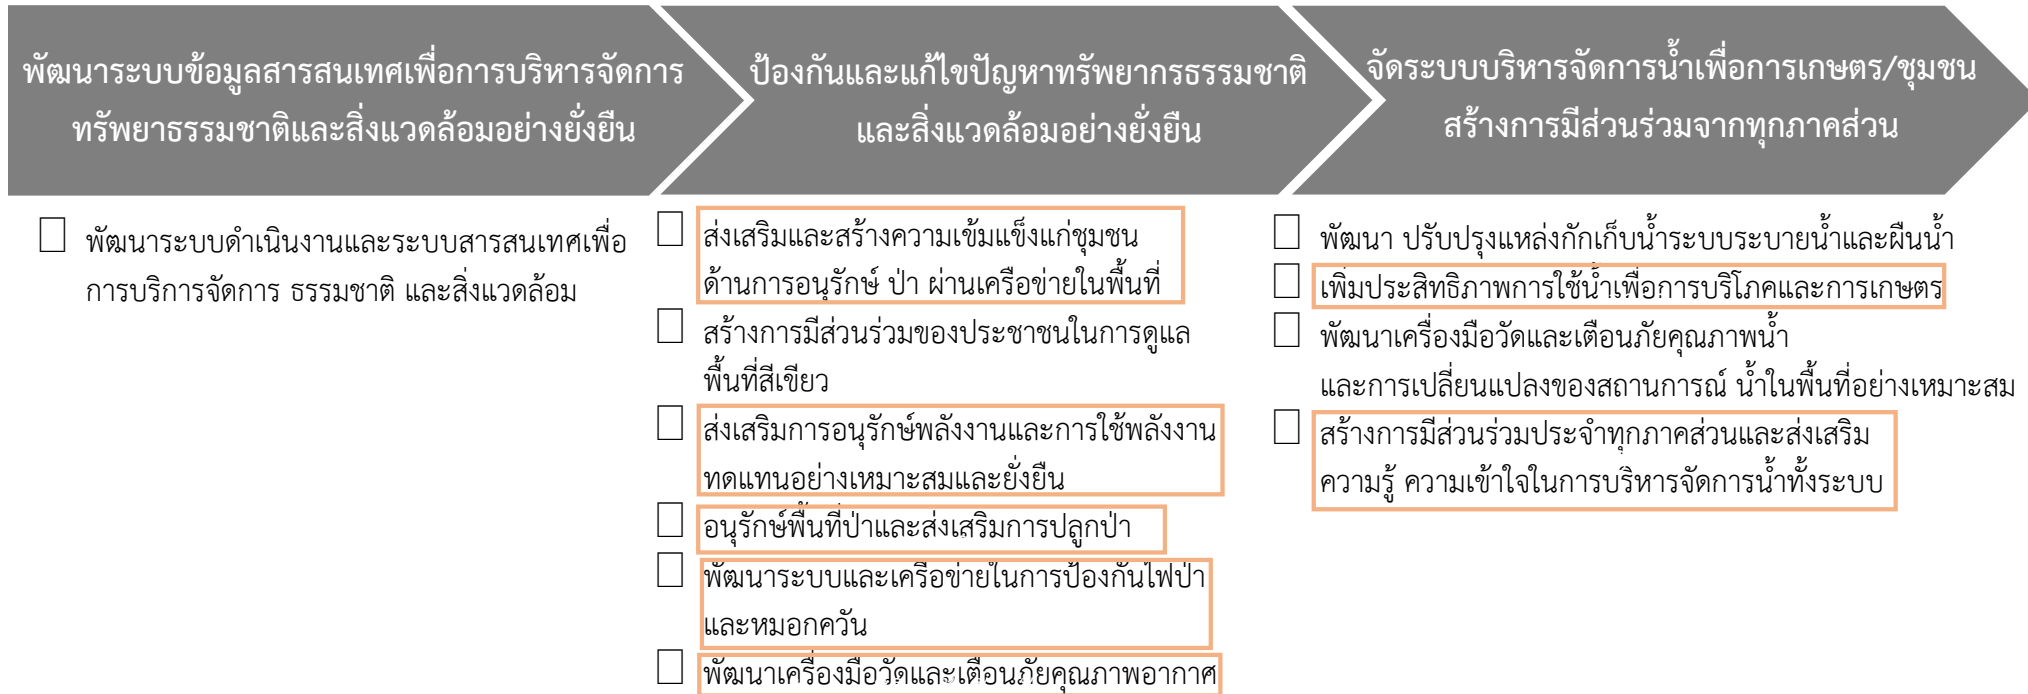 พัฒนาระบบข้อมูลสารสนเทศเพื่อการบริหารจัดการ
ทรัพยาธรรมชาติและสิ่งแวดล้อมอย่างยั่งยืน
ป้องกันและแก้ไขปัญหาทรัพยากรธรรมชาติ
และสิ่งแวดล้อมอย่างยั่งยืน
จัดระบบบริหารจัดการน้ำเพื่อการเกษตร/ชุมชน
สร้างการมีส่วนร่วมจากทุกภาคส่วน
พัฒนาระบบดำเนินงานและระบบสารสนเทศเพื่อ
การบริการจัดการ ธรรมชาติ และสิ่งแวดล้อม
ส่งเสริมและสร้างความเข้มแข็งแก่ชุมชน
ด้านการอนุรักษ์ ป่า ผ่านเครือข่ายในพื้นที่
สร้างการมีส่วนร่วมของประชาชนในการดูแล
พื้นที่สีเขียว
ส่งเสริมการอนุรักษ์พลังงานและการใช้พลังงาน
ทดแทนอย่างเหมาะสมและยั่งยืน
อนุรักษ์พื้นที่ป่าและส่งเสริมการปลูกป่า
พัฒนาระบบและเครือข่ายในการป้องกันไฟป่า
และหมอกควัน
พัฒนาเครื่องมือวัดและเตือนภัยคุณภาพอากาศ
พัฒนา ปรับปรุงแหล่งกักเก็บน้ำระบบระบายน้ำและผืนน้ำ
เพิ่มประสิทธิภาพการใช้น้ำเพื่อการบริโภคและการเกษตร
พัฒนาเครื่องมือวัดและเตือนภัยคุณภาพน้ำ
และการเปลี่ยนแปลงของสถานการณ์ น้ำในพื้นที่อย่างเหมาะสม
สร้างการมีส่วนร่วมประจำทุกภาคส่วนและส่งเสริม
ความรู้ ความเข้าใจในการบริหารจัดการน้ำทั้งระบบ